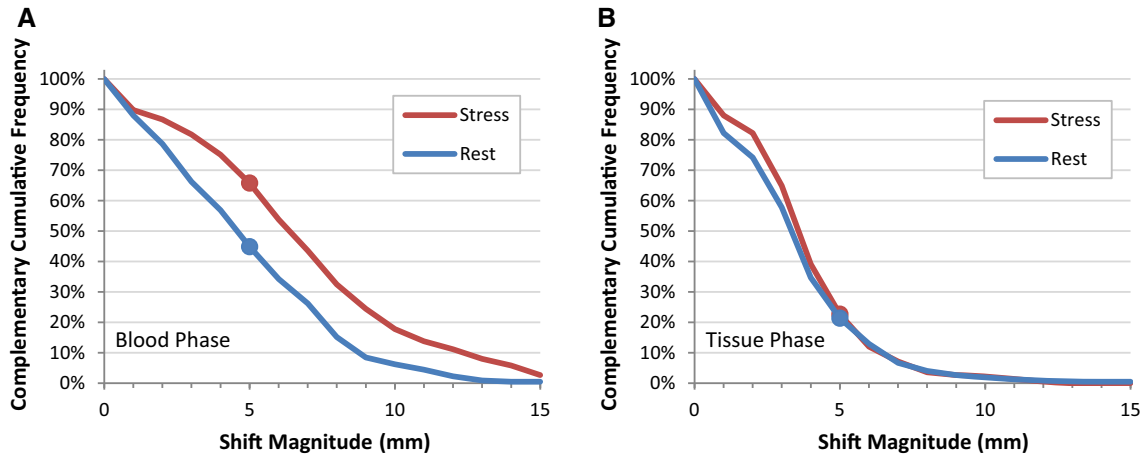 A
Complementary Cumulative Frequency
100%
90%
80%
70%
60%
50%
40%
30%
20%
10%
0%
Stress
Rest
Blood Phase
0
5
10
15
Shift Magnitude (mm)
B
Complementary Cumulative Frequency
100%
90%
80%
70%
60%
50%
40%
30%
20%
10%
0%
Stress
Rest
Tissue Phase
0
5
10
15
Shift Magnitude (mm)